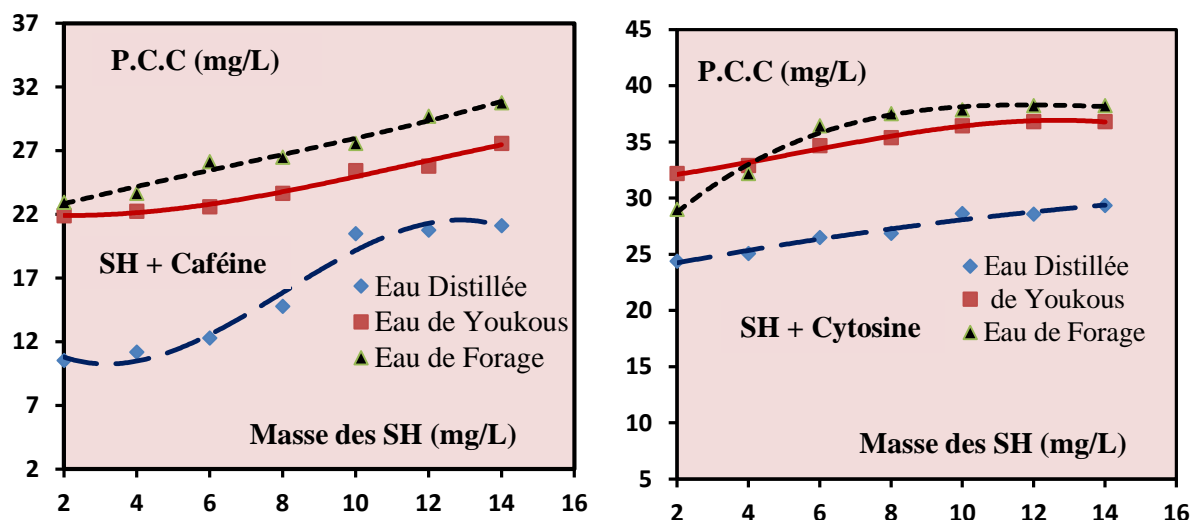 37
32
27
22
17
12
7
2
P.C.C (mg/L)
SH + Caféine
Eau Distillée
Eau de Youkous
Eau de Forage
Masse des SH (mg/L)
2 4 6 8 10 12 14 16
45
40
35
30
25
20
15
10
5
P.C.C (mg/L)
Eau Distillée
de Youkous
SH + Cytosine
Eau de Forage
Masse des SH (mg/L)
2 4 6 8 10 12 14 16